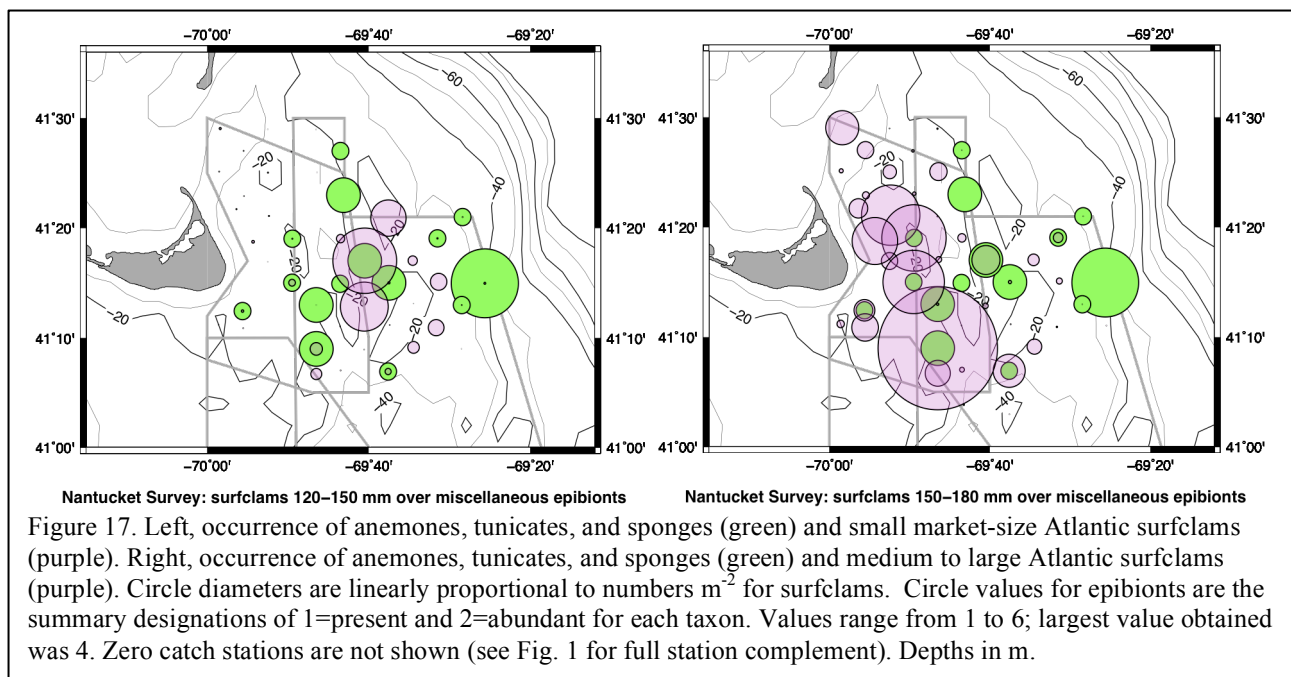 −70°00' −69°40' −69°20' −70°00' −69°40' −69°20'
41°30' 41°30' 41°30' 41°30'
41°20' 41°20' 41°20' 41°20'
41°10' 41°10' 41°10' 41°10'
41°00' 41°00' 41°00' 41°00'
−60 −60
−20 −40 −20 −40
−20 −20
−20 −20
−20 −20
−20 −20 −20 −20
−40 −40
−70°00' −69°40' −69°20' −70°00' −69°40' −69°20'
Nantucket Survey: surfclams 120−150 mm over miscellaneous epibionts
Nantucket Survey: surfclams 150−180 mm over miscellaneous epibionts
Figure 17. Left, occurrence of anemones, tunicates, and sponges (green) and small market-size Atlantic surfclams
(purple). Right, occurrence of anemones, tunicates, and sponges (green) and medium to large Atlantic surfclams
(purple). Circle diameters are linearly proportional to numbers m-2 for surfclams. Circle values for epibionts are the
summary designations of 1=present and 2=abundant for each taxon. Values range from 1 to 6; largest value obtained
was 4. Zero catch stations are not shown (see Fig. 1 for full station complement). Depths in m.